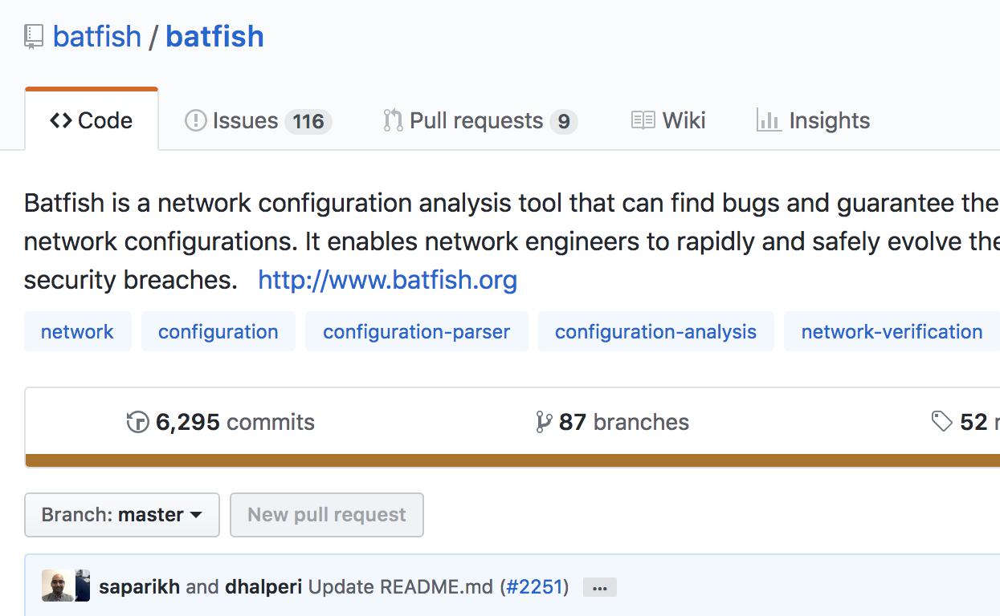 batfish / batfish
Code Issues 116 Pull requests 9 Wiki Insights
Batfish is a network configuration analysis tool that can find bugs and guarantee the
network configurations. It enables network engineers to rapidly and safely evolve the
security breaches. http://www.batfish.org
network configuration configuration-parser configuration-analysis network-verification
6,295 commits 87 branches 52
Branch: master New pull request
saparikh and dhalperi Update README.md (#2251) ...